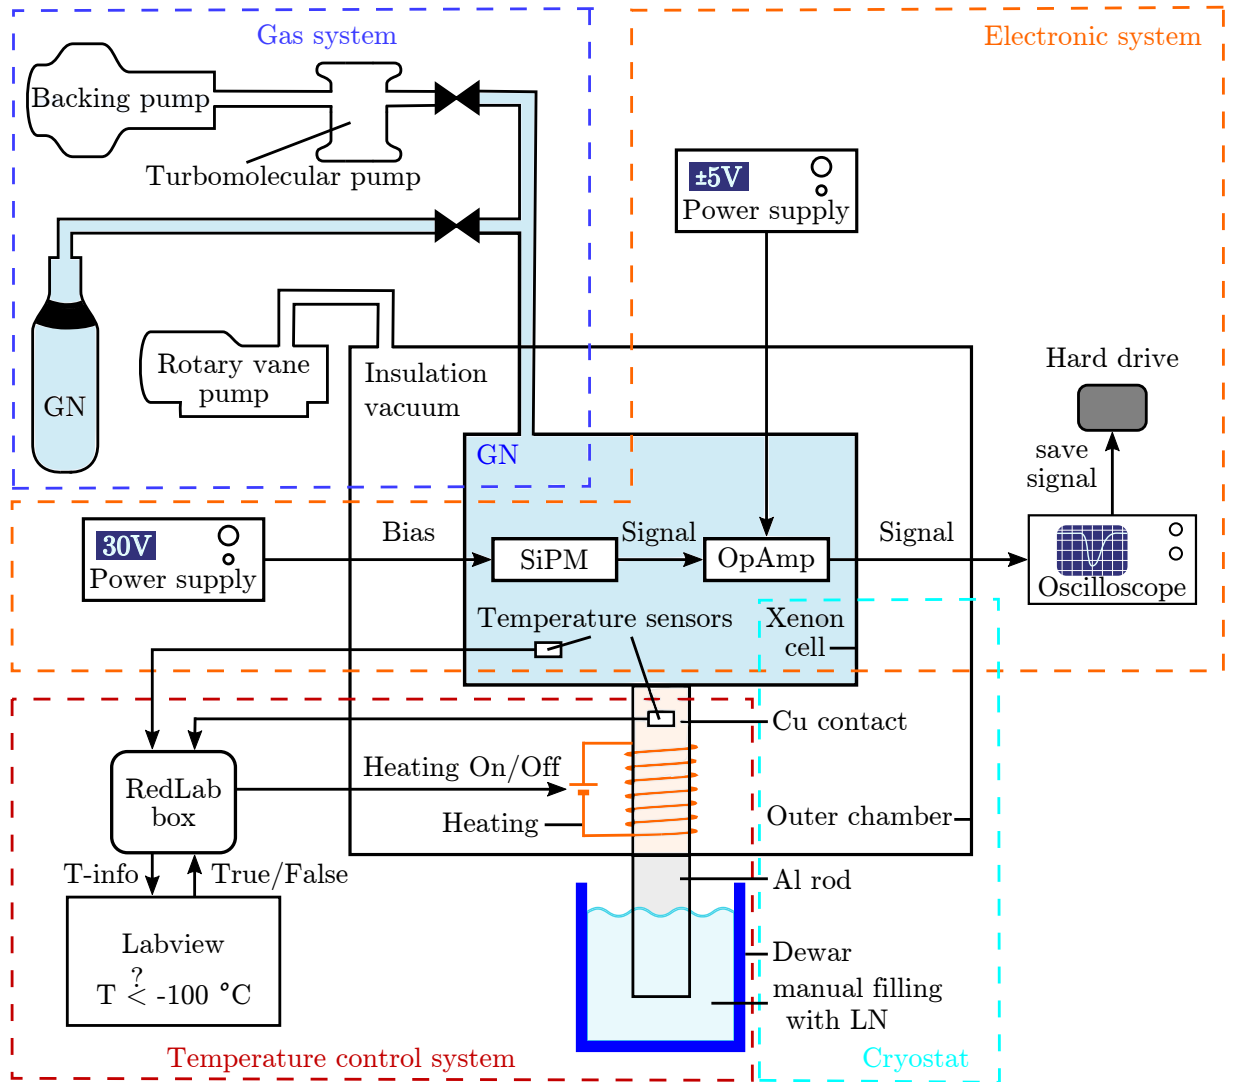 Gas system
Electronic system
Backing pump
Turbomolecular pump
±5V
Power supply
GN
Rotary vane
pump
Insulation
vacuum
GN
Hard drive
save
signal
30V
Power supply
Bias
SiPM
Signal
OpAmp
Signal
Oscilloscope
Temperature sensors
Xenon
cell
Cu contact
RedLab
box
Heating On/Off
Heating
Outer chamber
T-info
True/False
Al rod
Labview
?
T < -100 °C
Dewar
manual filling
with LN
Temperature control system
Cryostat